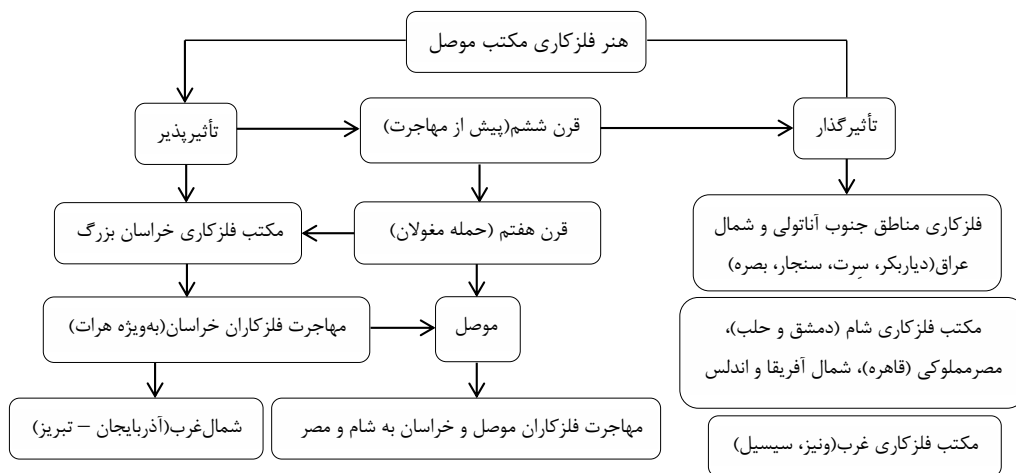 هنر فلزکاری مکتب موصل
تأثیرگذار
قرن ششم(پیش از مهاجرت)
تأثیرپذیر
فلزکاری مناطق جنوب آناتولی و شمال
عراق(دیاربکر، سِرت، سنجار، بصره)
قرن هفتم (حمله مغولان)
مکتب فلزکاری خراسان بزرگ
مکتب فلزکاری شام (دمشق و حلب)،
مصرمملوکی (قاهره)، شمال آفریقا و اندلس
موصل
مهاجرت فلزکاران خراسان(به‌ویژه هرات)
مکتب فلزکاری غرب(ونیز، سیسیل)
مهاجرت فلزکاران موصل و خراسان به شام و مصر
شمال‌غرب(آذربایجان – تبریز)